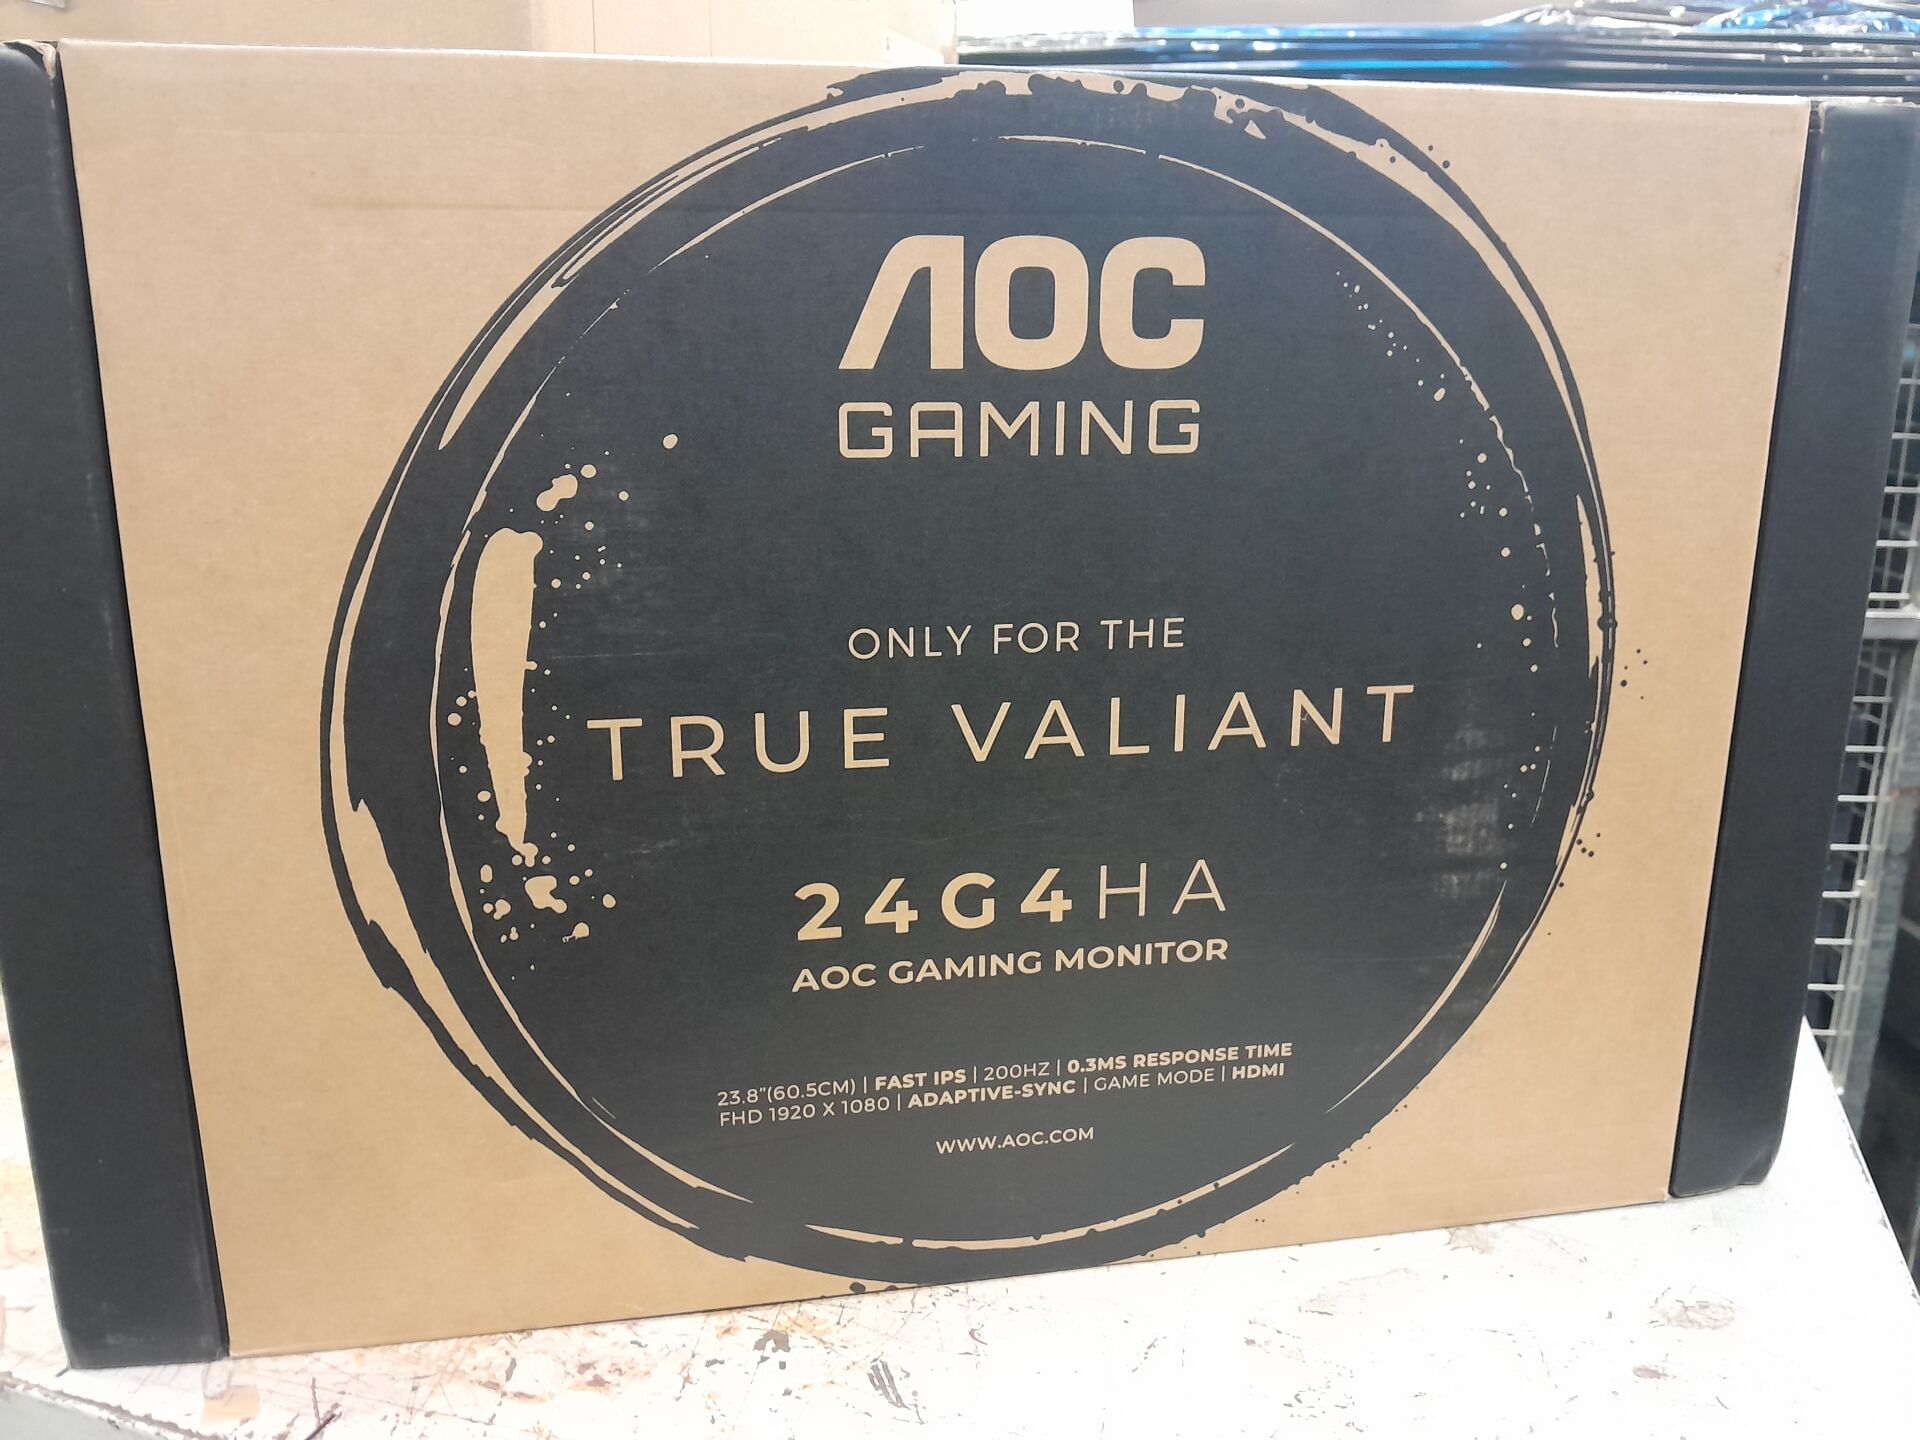 AOC
GAMING
ONLY FOR THE
TRUE VALIANT
24G4HA
AOC GAMING MONITOR
23.8"(60.5CM) | FAST IPS | 200HZ | 0.3MS RESPONSE TIME
FHD 1920 X 1080 | ADAPTIVE-SYNC | GAME MODE | HDMI
WWW.AOC.COM